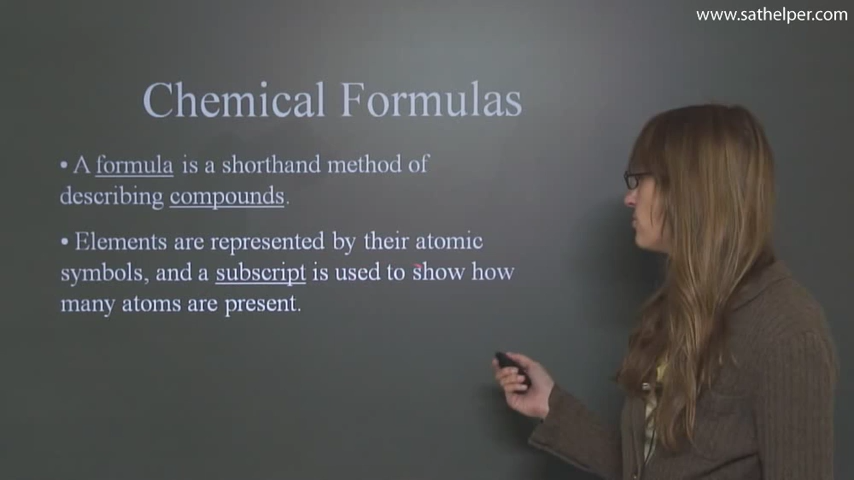 www.sathelper.com
Chemical Formulas
• A formula is a shorthand method of
describing compounds.
• Elements are represented by their atomic
symbols, and a subscript is used to show how
many atoms are present.